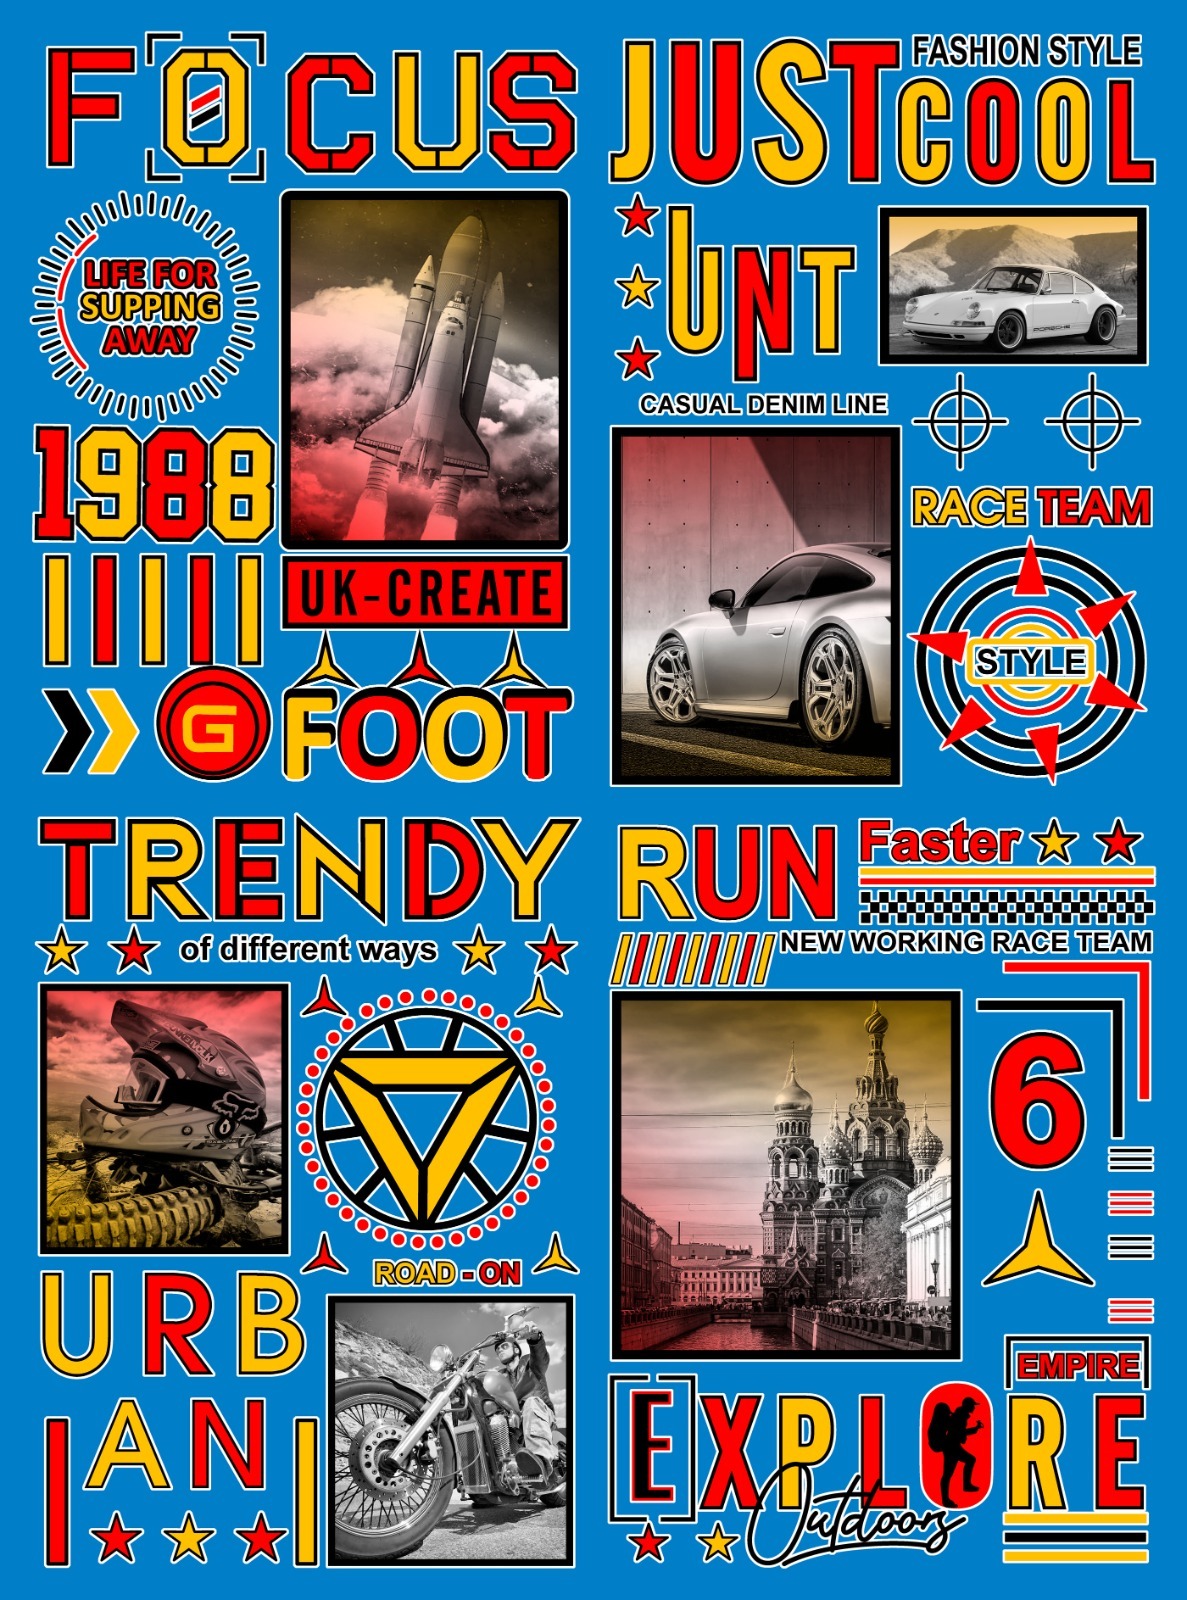 FOCUS
LIFE FOR
SUPPING
AWAY
1988
UK-CREATE
G
FOOT
JUST
FASHION STYLE
COOL
UNT
PORSCHE
CASUAL DENIM LINE
RACE TEAM
STYLE
TRENDY
of different ways
ROAD - ON
URB
AN
RUN
Faster
NEW WORKING RACE TEAM
6
EMPIRE
EXPLORE
Outdoors